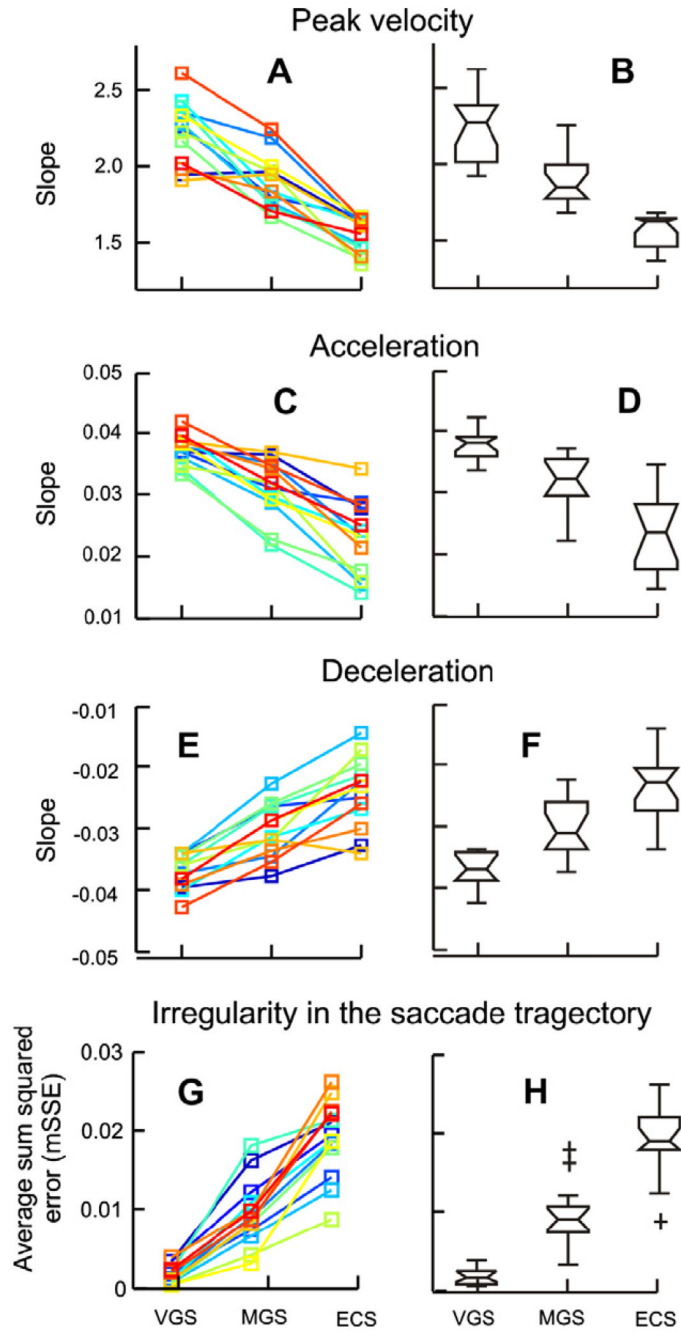 Peak velocity
A
B
Slope
2.5
2.0
1.5
Acceleration
C
D
Slope
0.05
0.04
0.03
0.02
0.01
Deceleration
E
F
Slope
-0.01
-0.02
-0.03
-0.04
-0.05
Irregularity in the saccade tragectory
G
H
Average sum squared
error (mSSE)
0.03
0.02
0.01
0
VGS MGS ECS
VGS MGS ECS